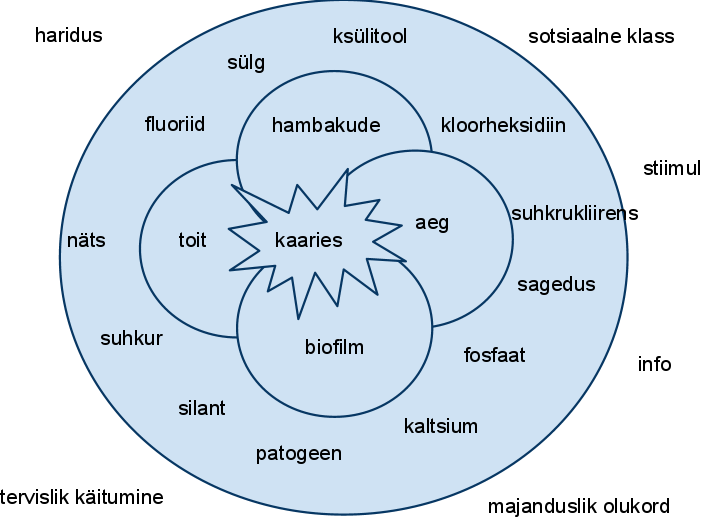 haridus
ksülitool
sotsiaalne klass
sülg
fluoriid
hambakude
kloorheksidiin
stiimul
suhkrukliirens
aeg
näts
toit
kaaries
sagedus
suhkur
biofilm
fosfaat
info
silant
kaltsium
patogeen
tervislik käitumine
majanduslik olukord